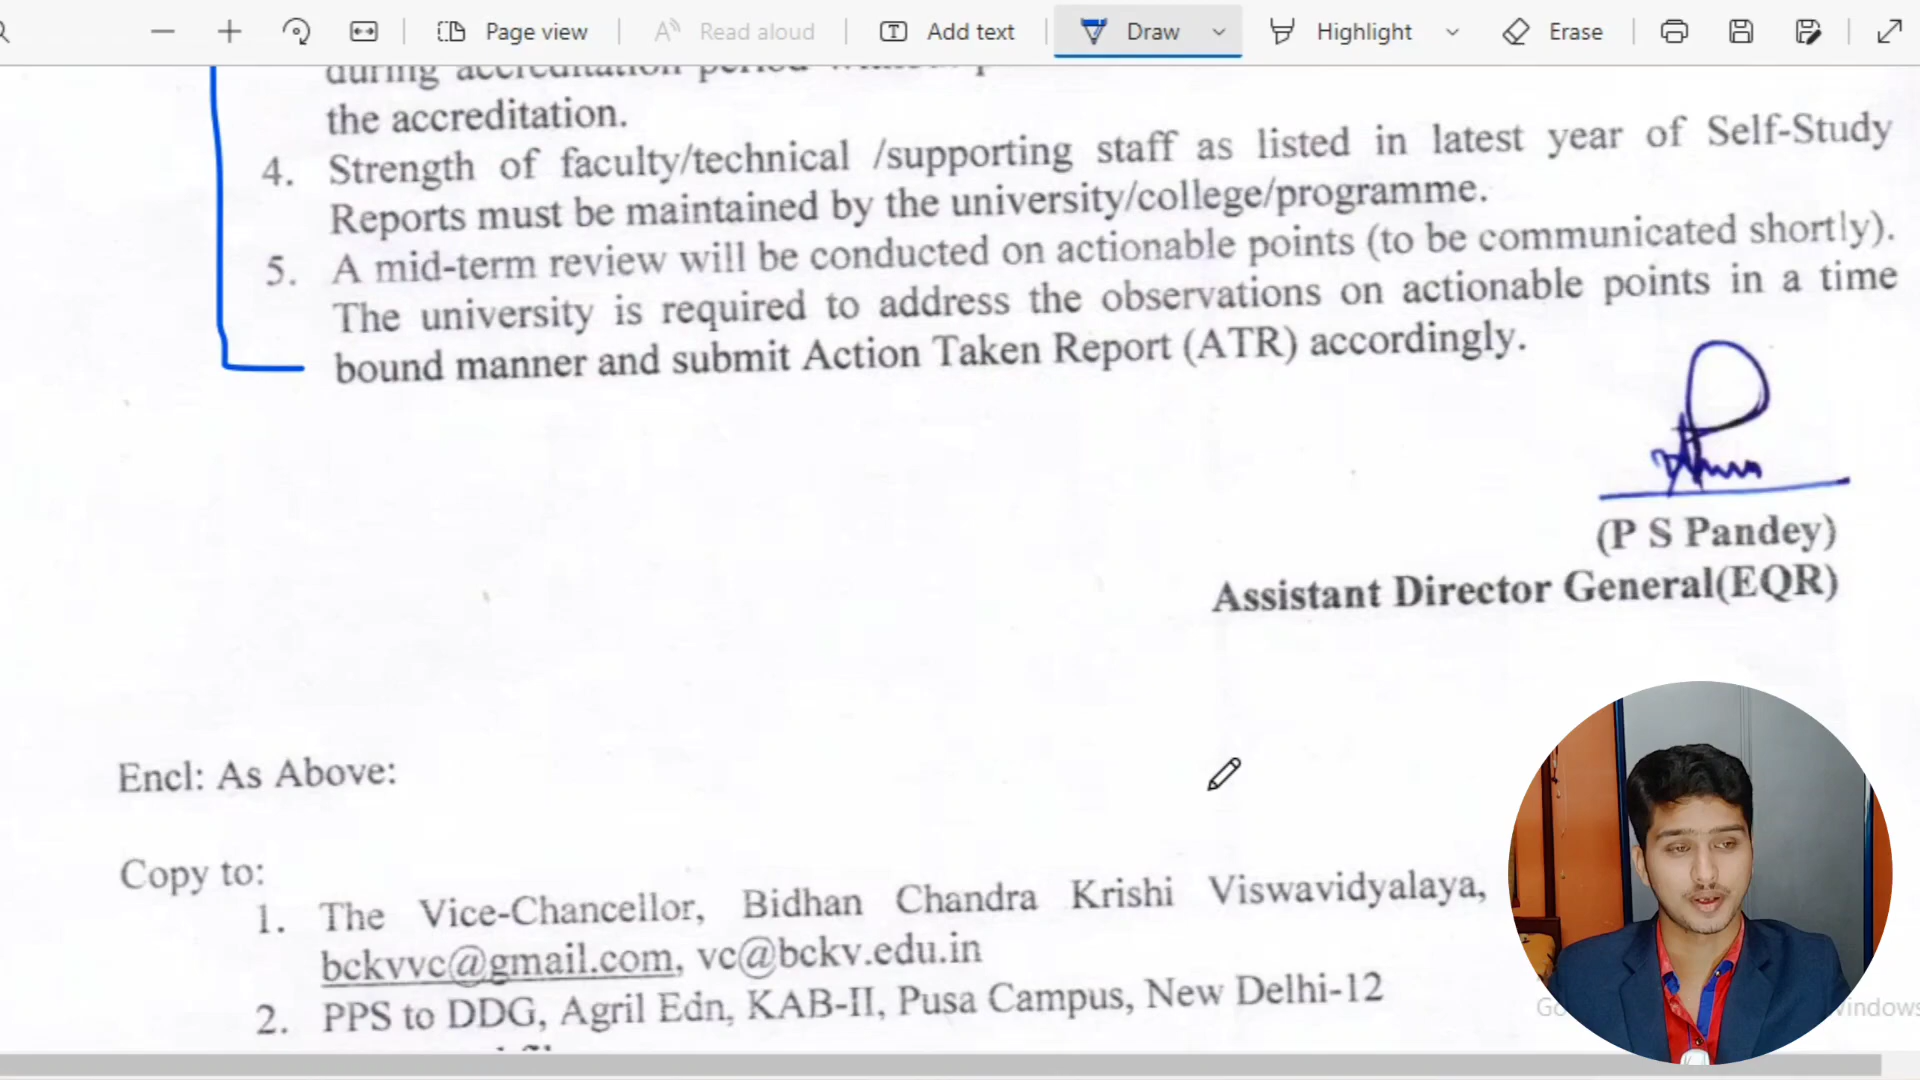 Page view
Read aloud
Add text
Draw
Highlight
Erase
during accreditation period
the accreditation.
4. Strength of faculty/technical /supporting staff as listed in latest year of Self-Study
Reports must be maintained by the university/college/programme.
5. A mid-term review will be conducted on actionable points (to be communicated shortly).
The university is required to address the observations on actionable points in a time
bound manner and submit Action Taken Report (ATR) accordingly.
(P S Pandey)
Assistant Director General(EQR)
Encl: As Above:
Copy to:
1. The Vice-Chancellor, Bidhan Chandra Krishi Viswavidyalaya,
bckvvc@gmail.com, vc@bckv.edu.in
2. PPS to DDG, Agril Edn, KAB-II, Pusa Campus, New Delhi-12